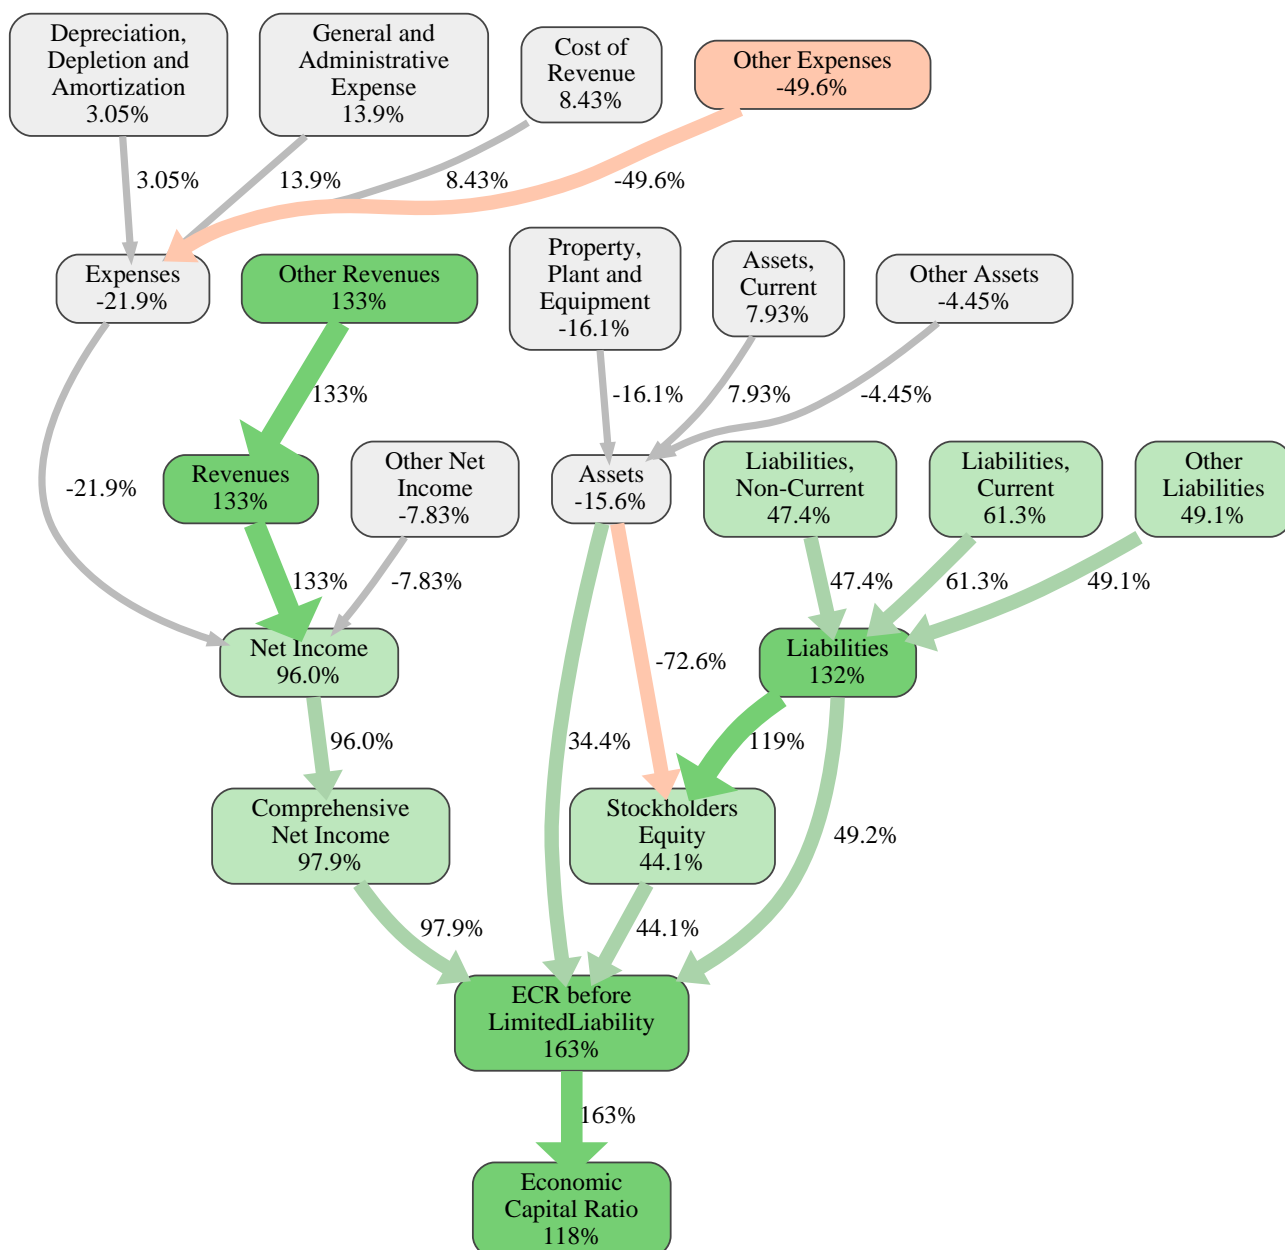 Depreciation,
Depletion and
Amortization
3.05%
General and
Administrative
Expense
13.9%
Cost of
Revenue
8.43%
Other Expenses
-49.6%
3.05%
13.9%
8.43%
-49.6%
Expenses
-21.9%
Other Revenues
133%
Property,
Plant and
Equipment
-16.1%
Assets,
Current
7.93%
Other Assets
-4.45%
133%
-16.1%
7.93%
-4.45%
-21.9%
Revenues
133%
Other Net
Income
-7.83%
Assets
-15.6%
Liabilities,
Non-Current
47.4%
Liabilities,
Current
61.3%
Other
Liabilities
49.1%
133%
-7.83%
47.4%
61.3%
49.1%
Net Income
96.0%
-72.6%
Liabilities
132%
96.0%
34.4%
119%
Comprehensive
Net Income
97.9%
Stockholders
Equity
44.1%
49.2%
97.9%
44.1%
ECR before
LimitedLiability
163%
163%
Economic
Capital Ratio
118%